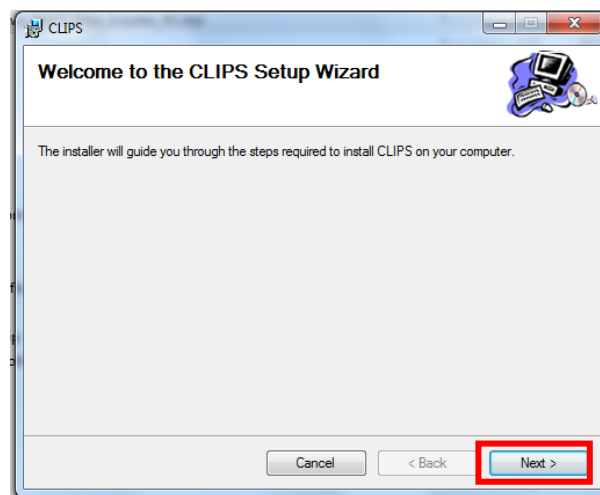 CLIPS
Welcome to the CLIPS Setup Wizard
The installer will guide you through the steps required to install CLIPS on your computer.
Cancel
< Back
Next >